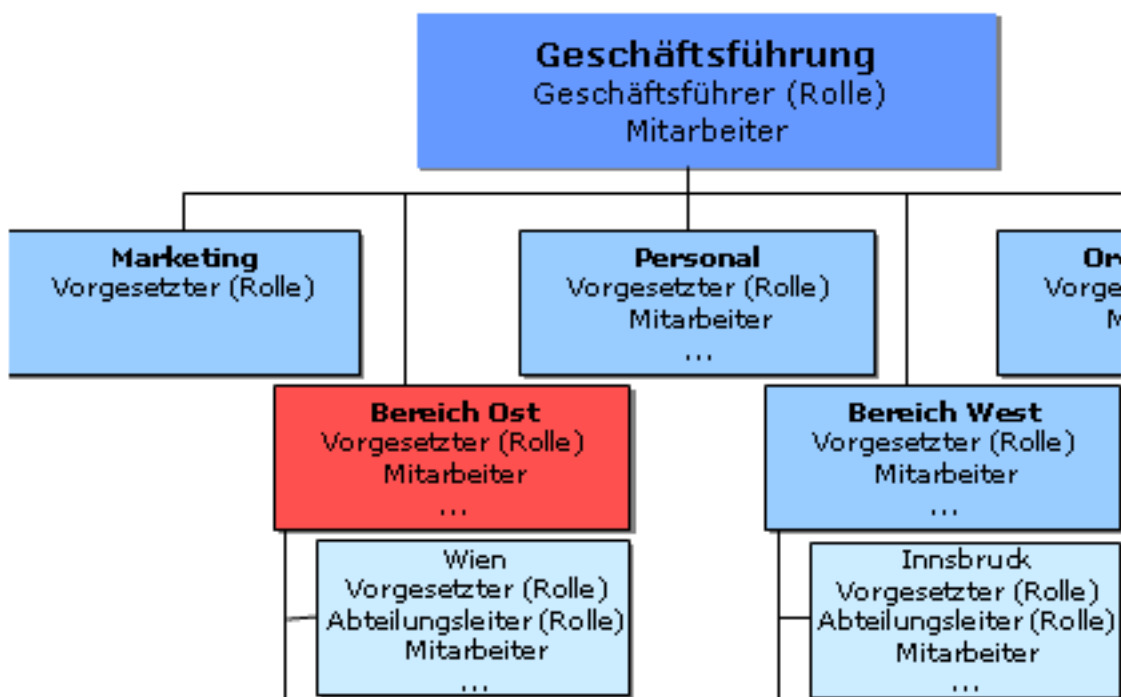 Geschäftsführung
Geschäftsführer (Rolle)
Mitarbeiter
Marketing
Vorgesetzter (Rolle)
Personal
Vorgesetzter (Rolle)
Mitarbeiter
...
Bereich Ost
Vorgesetzter (Rolle)
Mitarbeiter
...
Bereich West
Vorgesetzter (Rolle)
Mitarbeiter
...
Wien
Vorgesetzter (Rolle)
Abteilungsleiter (Rolle)
Mitarbeiter
...
Innsbruck
Vorgesetzter (Rolle)
Abteilungsleiter (Rolle)
Mitarbeiter
...